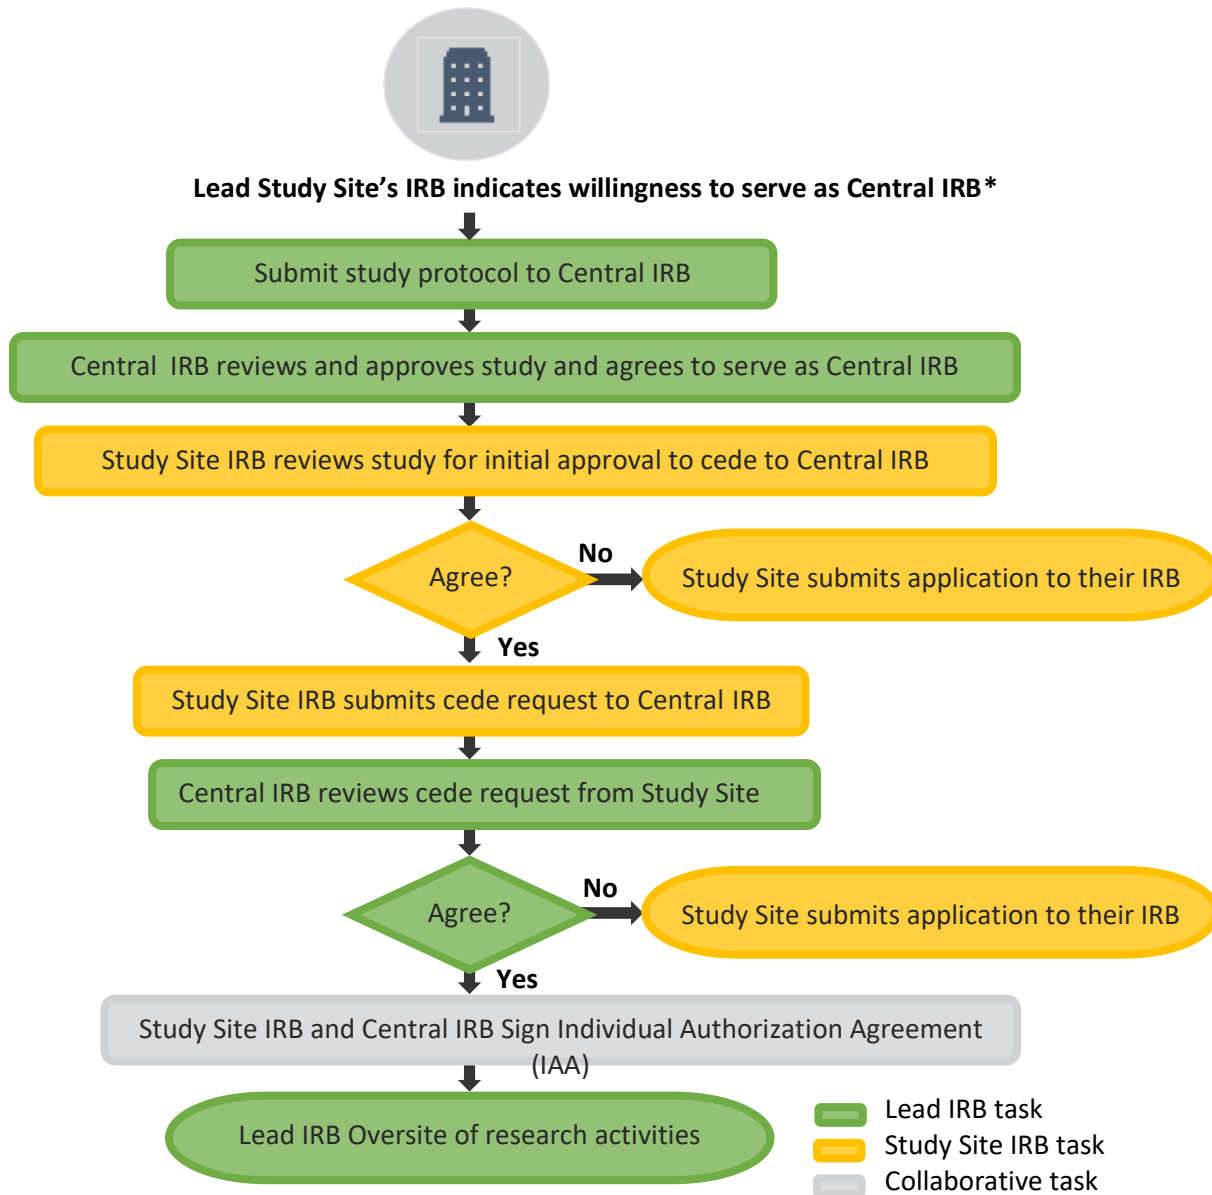 Lead Study Site’s IRB indicates willingness to serve as Central IRB*
Submit study protocol to Central IRB
Central IRB reviews and approves study and agrees to serve as Central IRB
Study Site IRB reviews study for initial approval to cede to Central IRB
Agree?
No
Study Site submits application to their IRB
Yes
Study Site IRB submits cede request to Central IRB
Central IRB reviews cede request from Study Site
Agree?
No
Study Site submits application to their IRB
Yes
Study Site IRB and Central IRB Sign Individual Authorization Agreement
(IAA)
Lead IRB Oversite of research activities
Lead IRB task
Study Site IRB task
Collaborative task